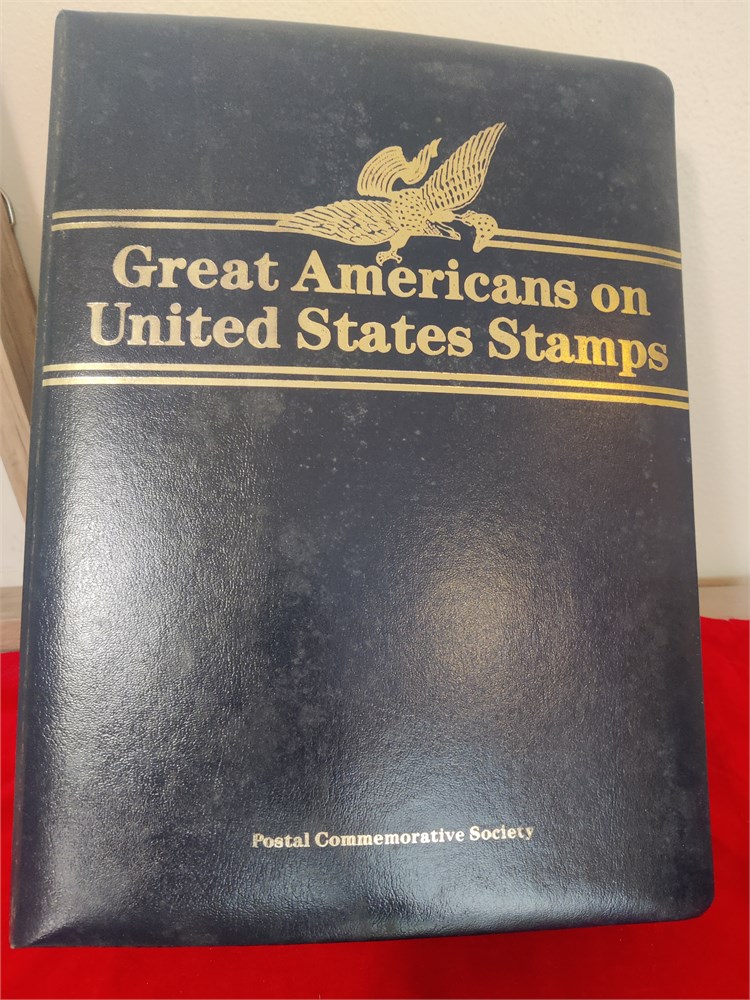 Great Americans on
United States Stamps
Postal Commemorative Society